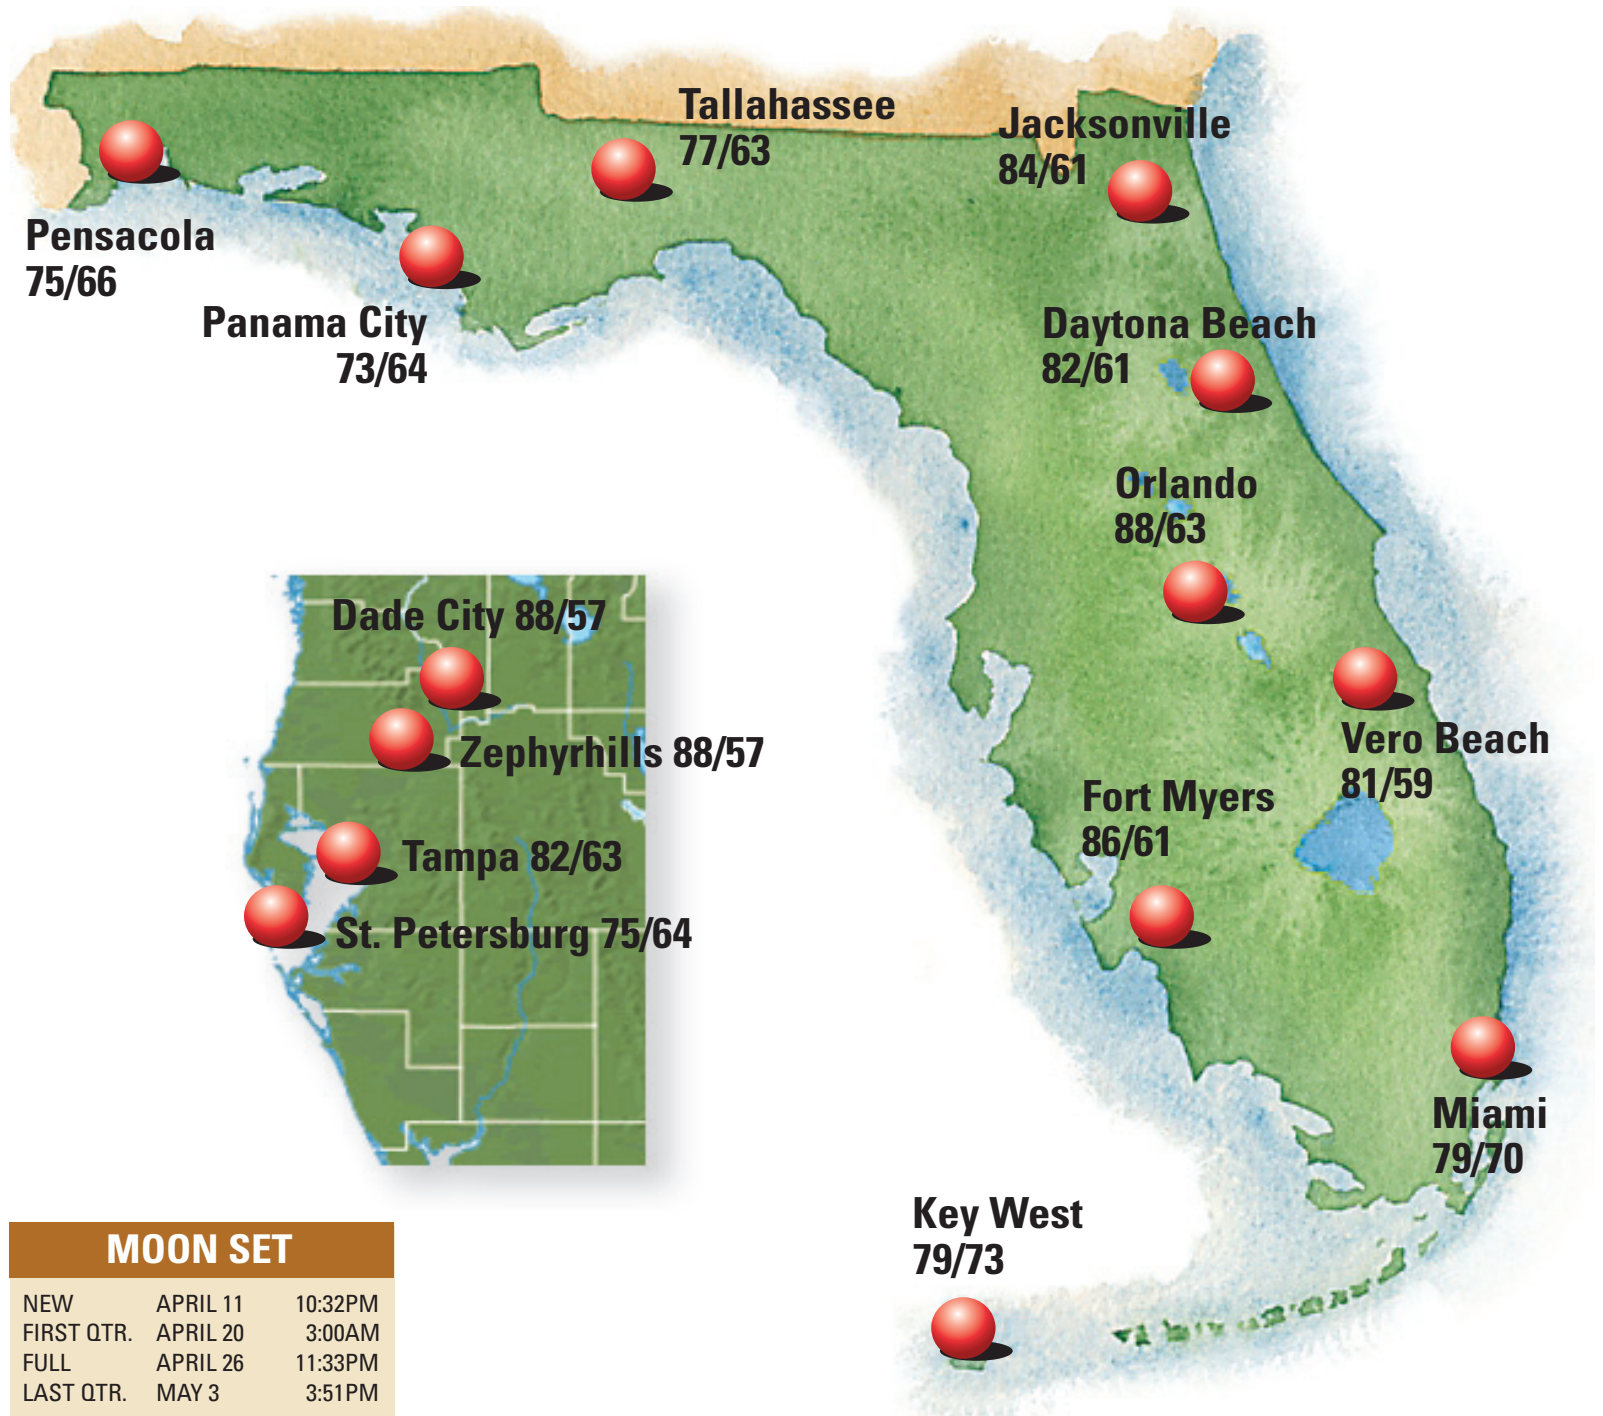 Tallahassee
77/63
Jacksonville
84/61
Pensacola
75/66
Panama City
73/64
Daytona Beach
82/61
Orlando
88/63
Dade City 88/57
Zephyrhills 88/57
Vero Beach
81/59
Fort Myers
86/61
Tampa 82/63
St. Petersburg 75/64
Miami
79/70
Key West
79/73
MOON SET
NEW APRIL 11 10:32PM
FIRST QTR. APRIL 20 3:00AM
FULL APRIL 26 11:33PM
LAST QTR. MAY 3 3:51PM